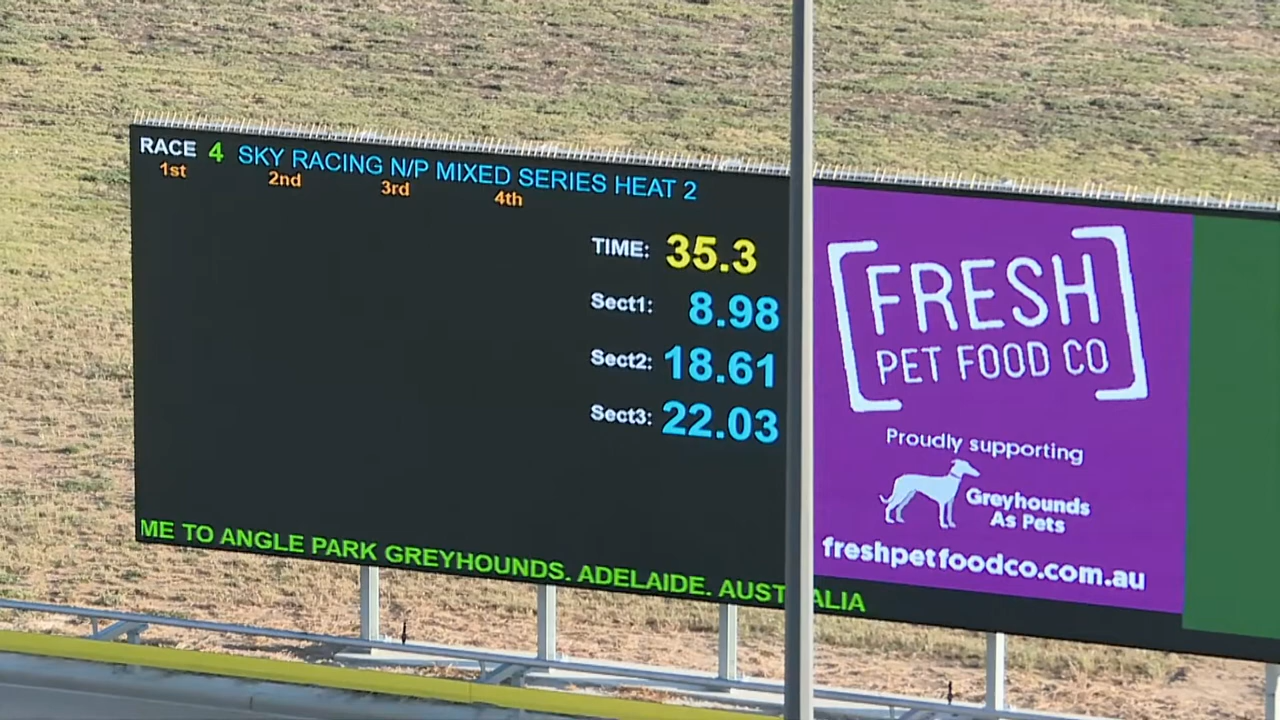 RACE 4 SKY RACING N/P MIXED SERIES HEAT 2
1st 2nd 3rd 4th
TIME: 35.3
Sect1: 8.98
Sect2: 18.61
Sect3: 22.03
ME TO ANGLE PARK GREYHOUNDS. ADELAIDE. AUSTRALIA
FRESH
PET FOOD CO
Proudly supporting
Greyhounds
As Pets
freshpetfoodco.com.au